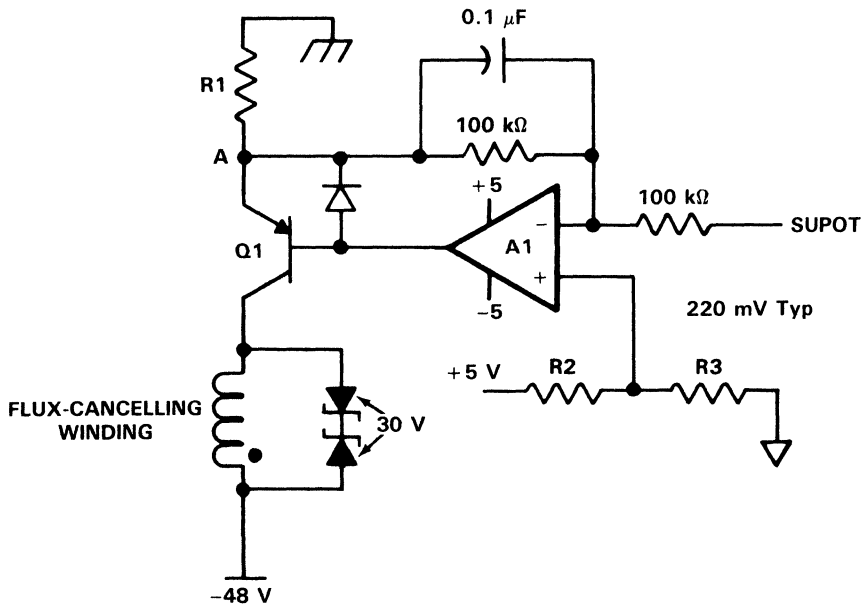 0.1 μF
R1
100 kΩ
A
+5
100 kΩ
Q1
A1
−
+
SUPOT
−5
220 mV Typ
+5 V
R2
R3
FLUX-CANCELLING
WINDING
30 V
−48 V